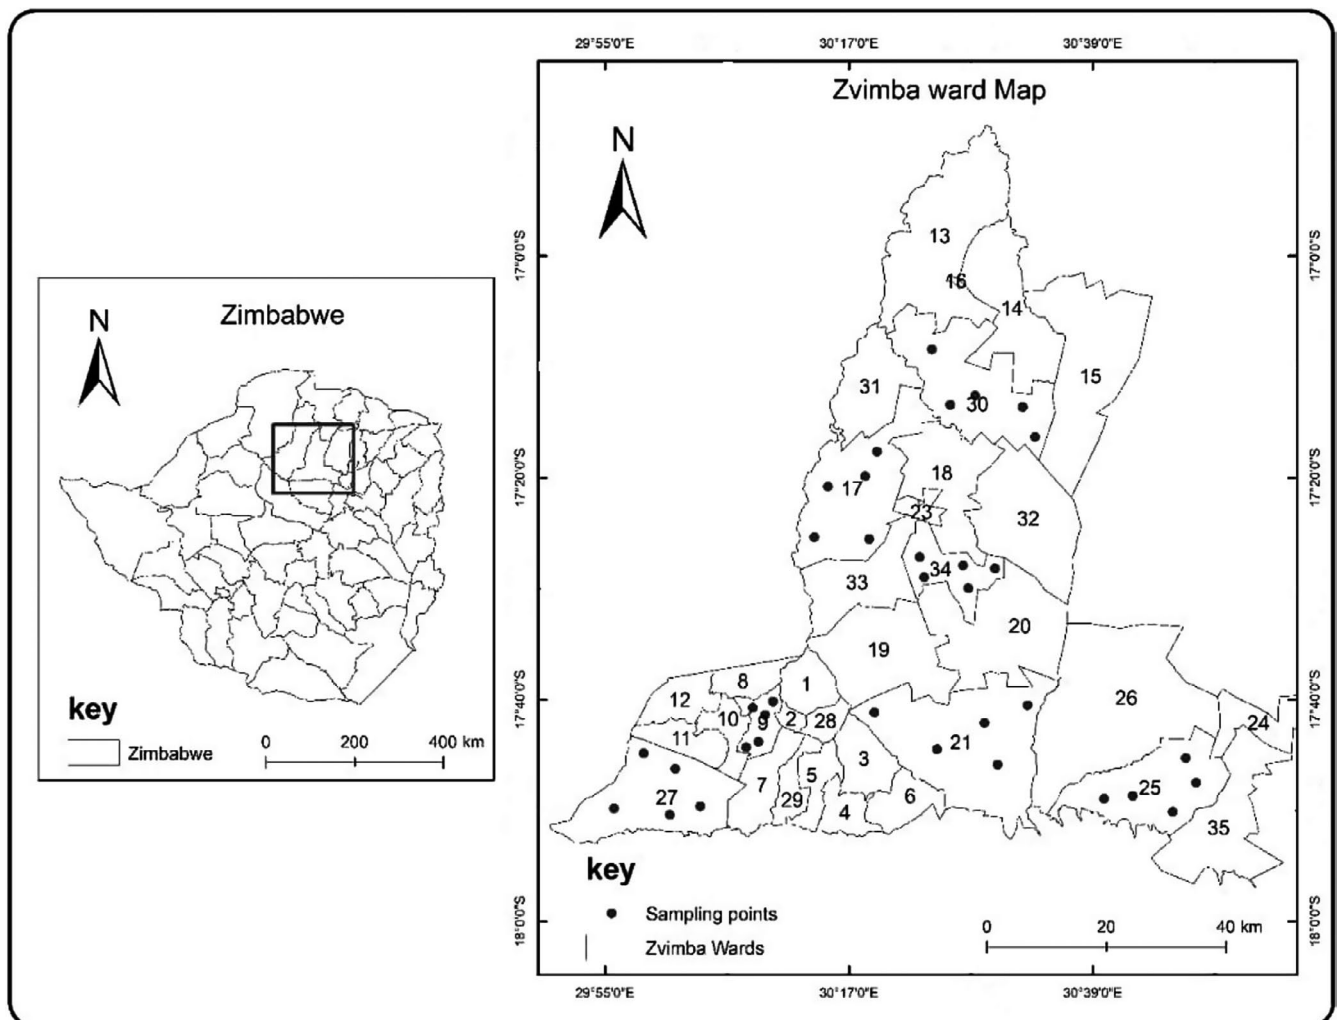 29°55'0"E 30°17'0"E 30°39'0"E
Zvimba ward Map
N
13
17°0'0"S 17°0'0"S
16
14
N Zimbabwe
15
31
30
18
17°20'0"S 17°20'0"S
17
23
32
34
33
20
19
8 1
12 26
17°40'0"S 17°40'0"S
10 9 2 28 24
11 21
3
7 5 25
27 29 6
4
35
key
Zimbabwe
0 200 400 km
key
Sampling points
Zvimba Wards
0 20 40 km
18°0'0"S 18°0'0"S
29°55'0"E 30°17'0"E 30°39'0"E